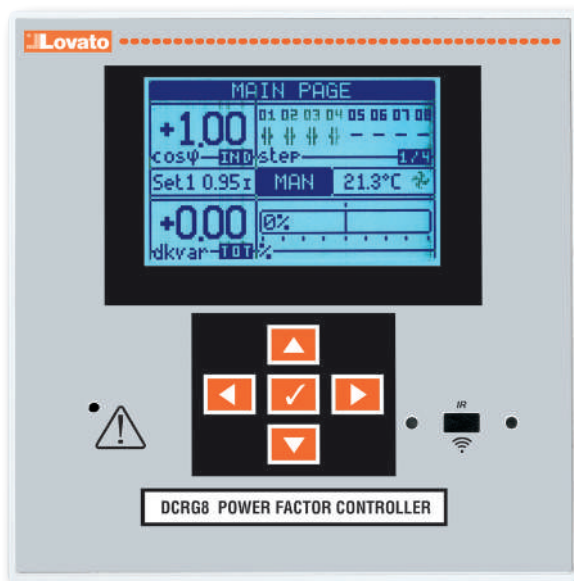 Lovato
MAIN PAGE
+1.00
01 02 03 04 05 06 07 08
cosφ IND step 1/4
Set1 0.95I MAN 21.3°C
+0.00
0%
dkvar TOT %
IR
DCRG8 POWER FACTOR CONTROLLER